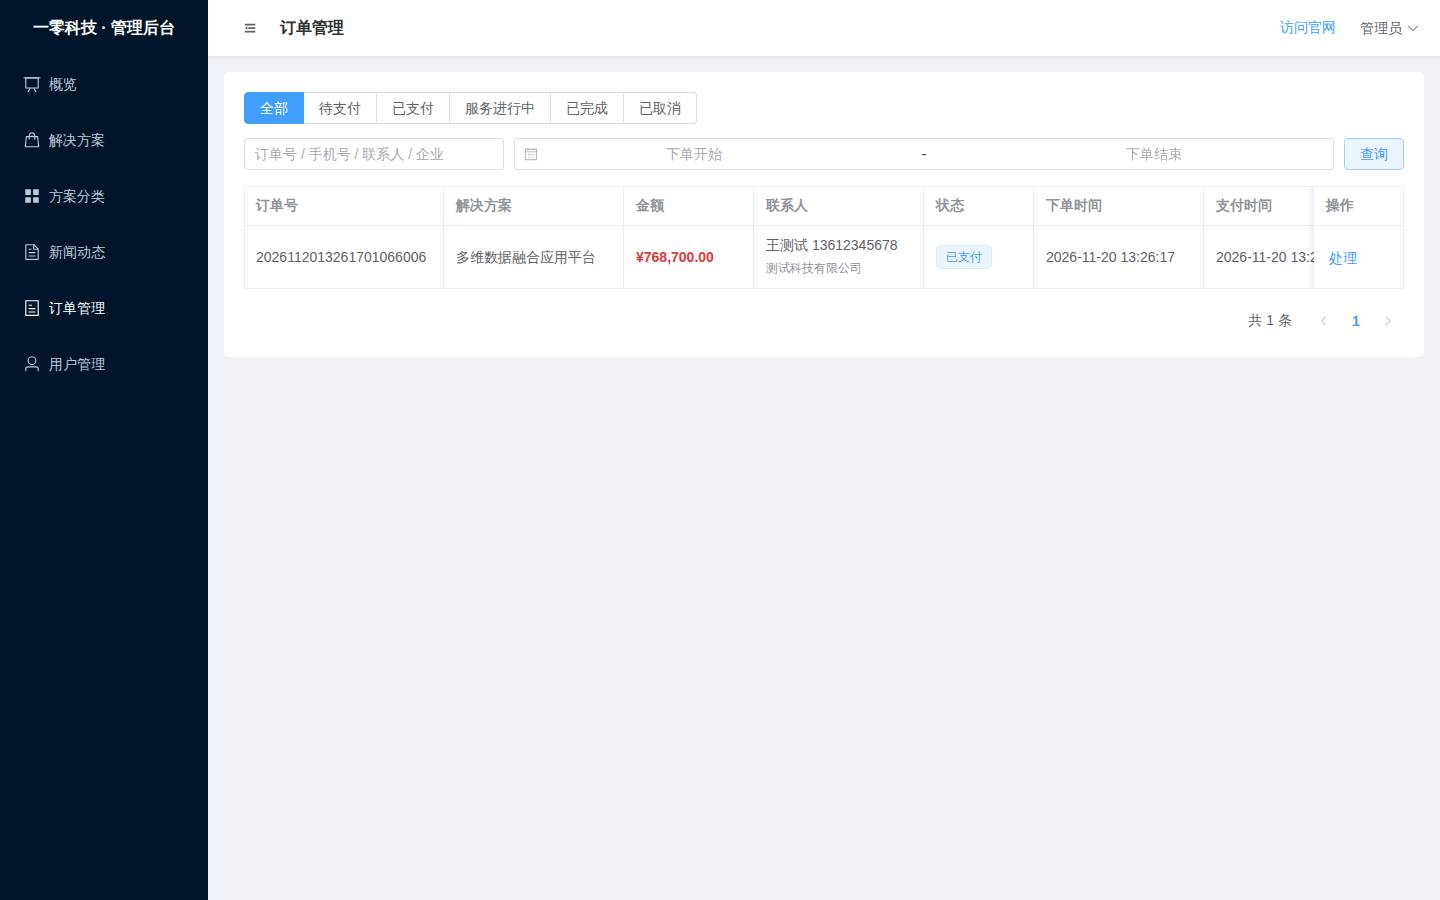 一零科技 · 管理后台
概览
解决方案
方案分类
新闻动态
订单管理
用户管理
订单管理
访问官网 管理员
全部 待支付 已支付 服务进行中 已完成 已取消
订单号 / 手机号 / 联系人 / 企业 下单开始 - 下单结束 查询
订单号 解决方案 金额 联系人 状态 下单时间 支付时间 操作
2026112013261701066006 多维数据融合应用平台 ¥768,700.00 王测试 13612345678 已支付 2026-11-20 13:26:17 2026-11-20 13:2 处理
测试科技有限公司
共 1 条 1